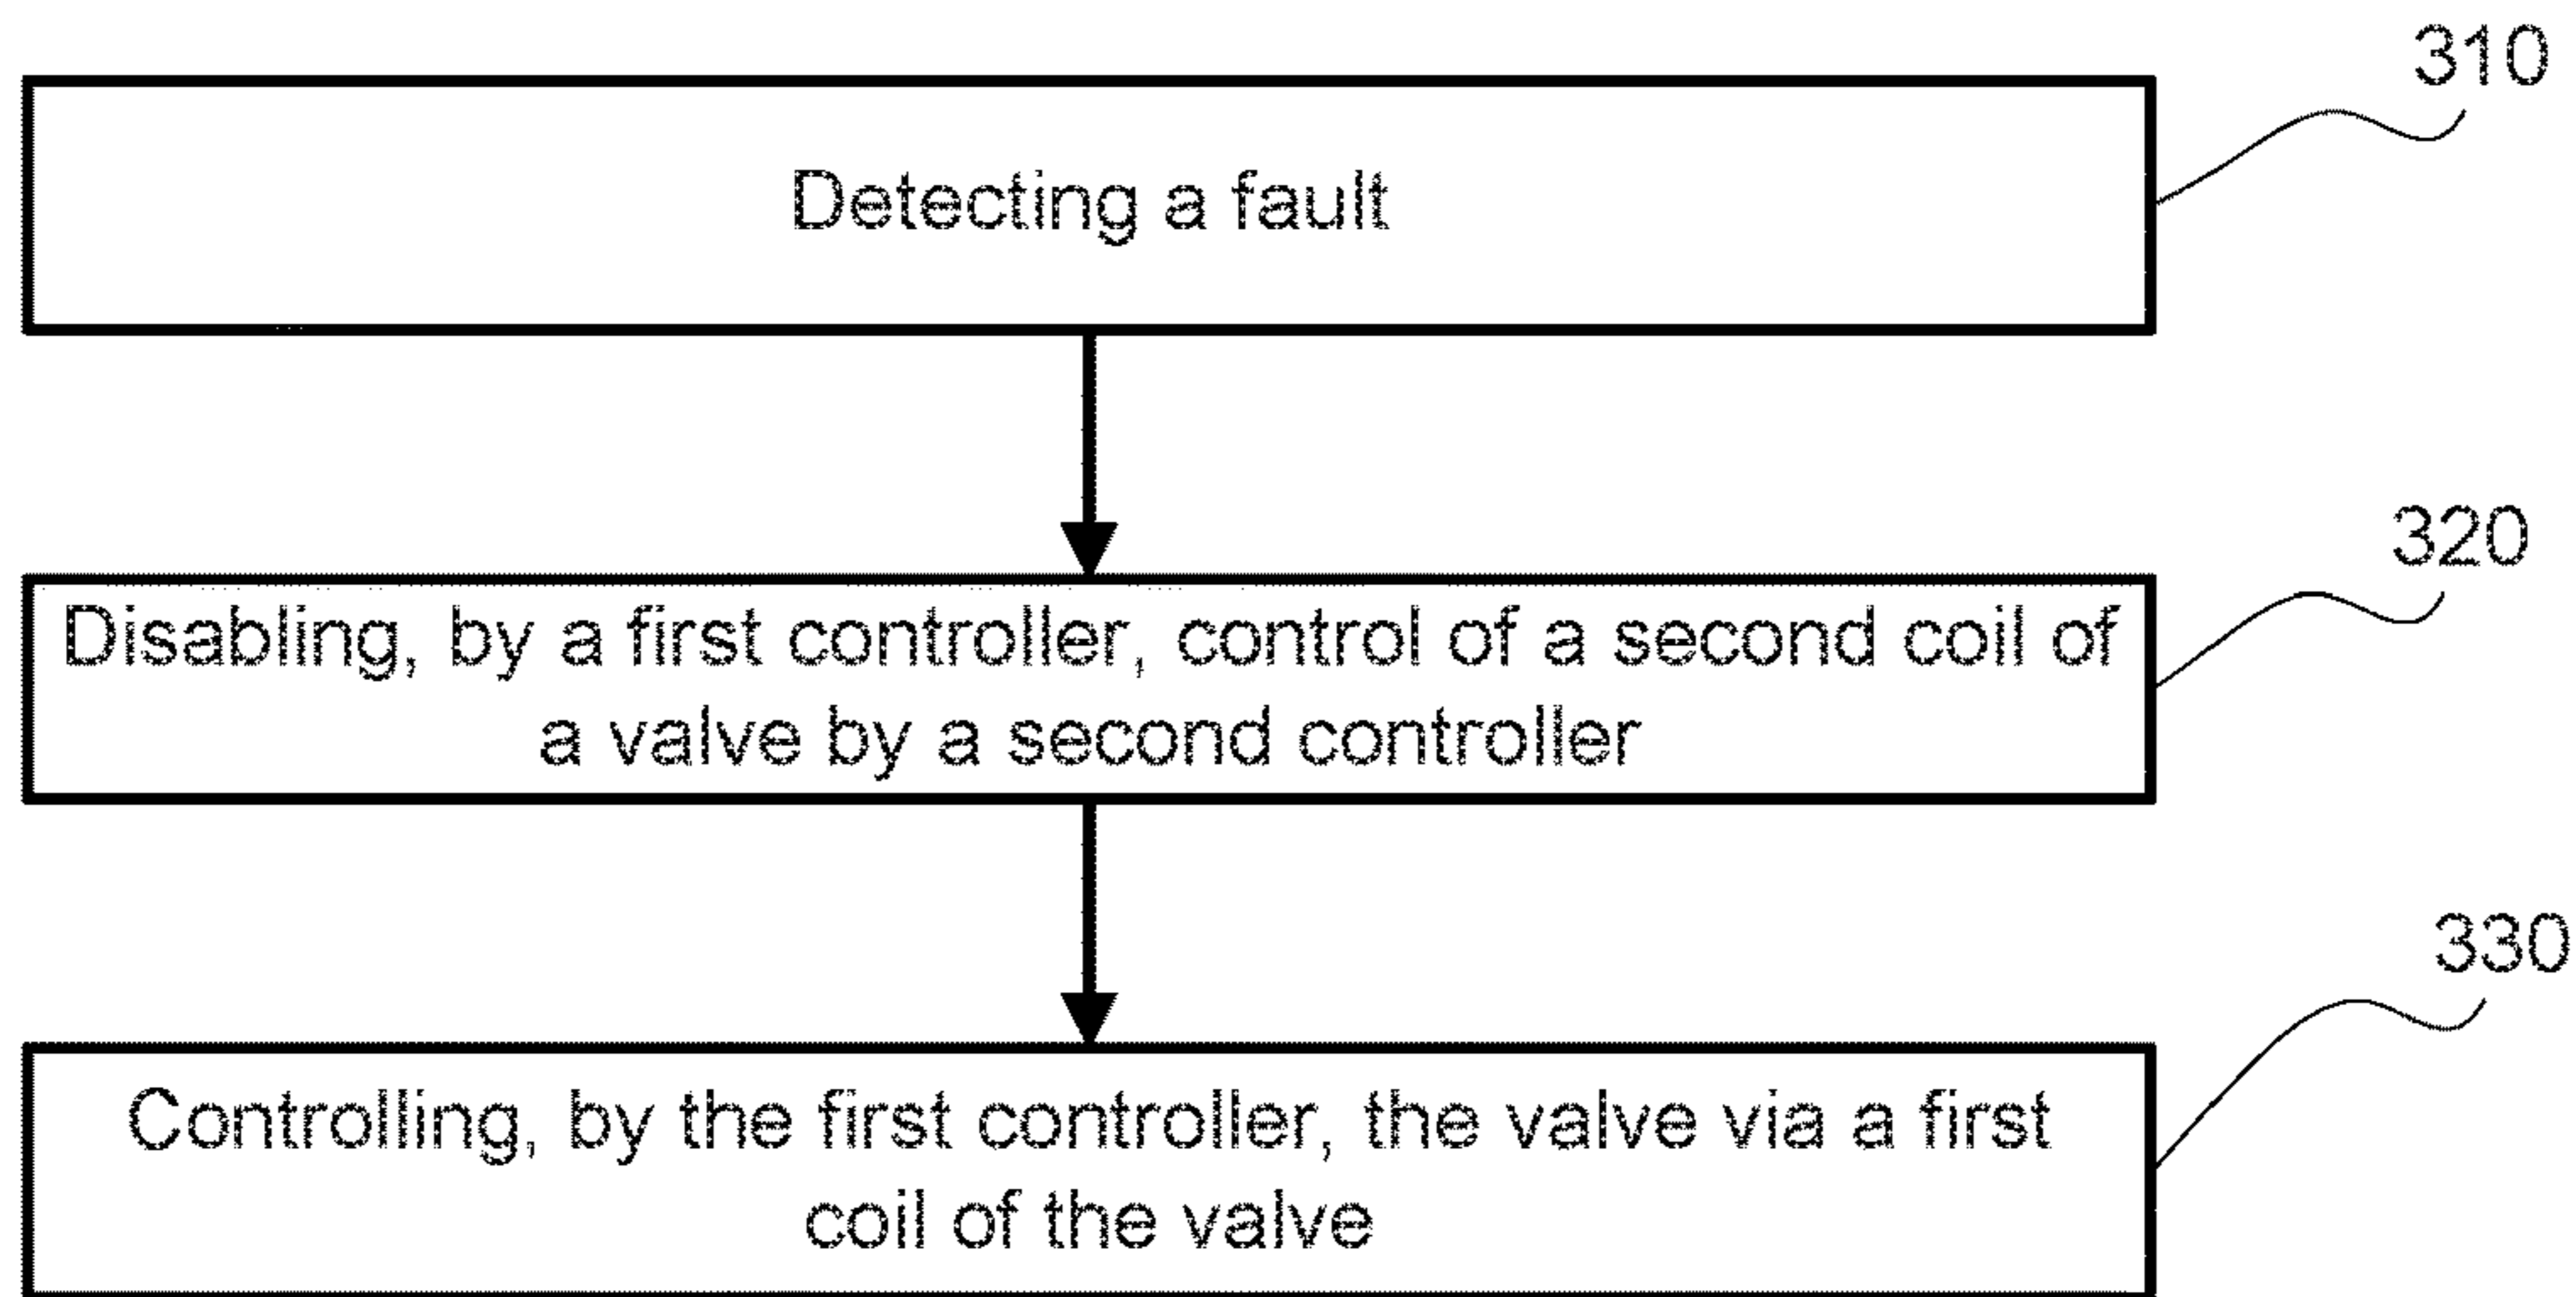 310
Detecting a fault
320
Disabling, by a first controller, control of a second coil of
a valve by a second controller
330
Controlling, by the first controller, the valve via a first
coil of the valve